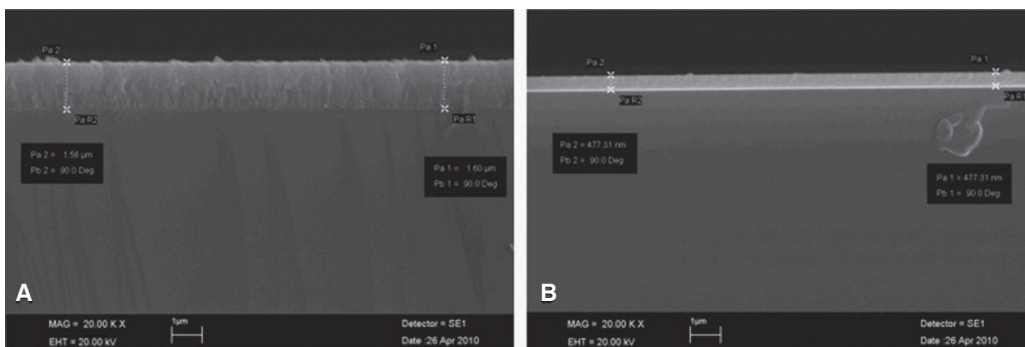 Pa 2
Pa 1
Pa R2
Pa R1
Pa 2 = 1.56 µm
Pb 2 = 90.0 Deg
Pa 1 = 1.60 µm
Pb 1 = 90.0 Deg
A
MAG = 20.00 K X
1µm
Detector = SE1
EHT = 20.00 kV
Date :26 Apr 2010
Pa 2
Pa 1
Pa R2
Pa R1
Pa 2 = 477.31 nm
Pb 2 = 90.0 Deg
Pa 1 = 477.31 nm
Pb 1 = 90.0 Deg
B
MAG = 20.00 K X
1µm
Detector = SE1
EHT = 20.00 kV
Date :26 Apr 2010